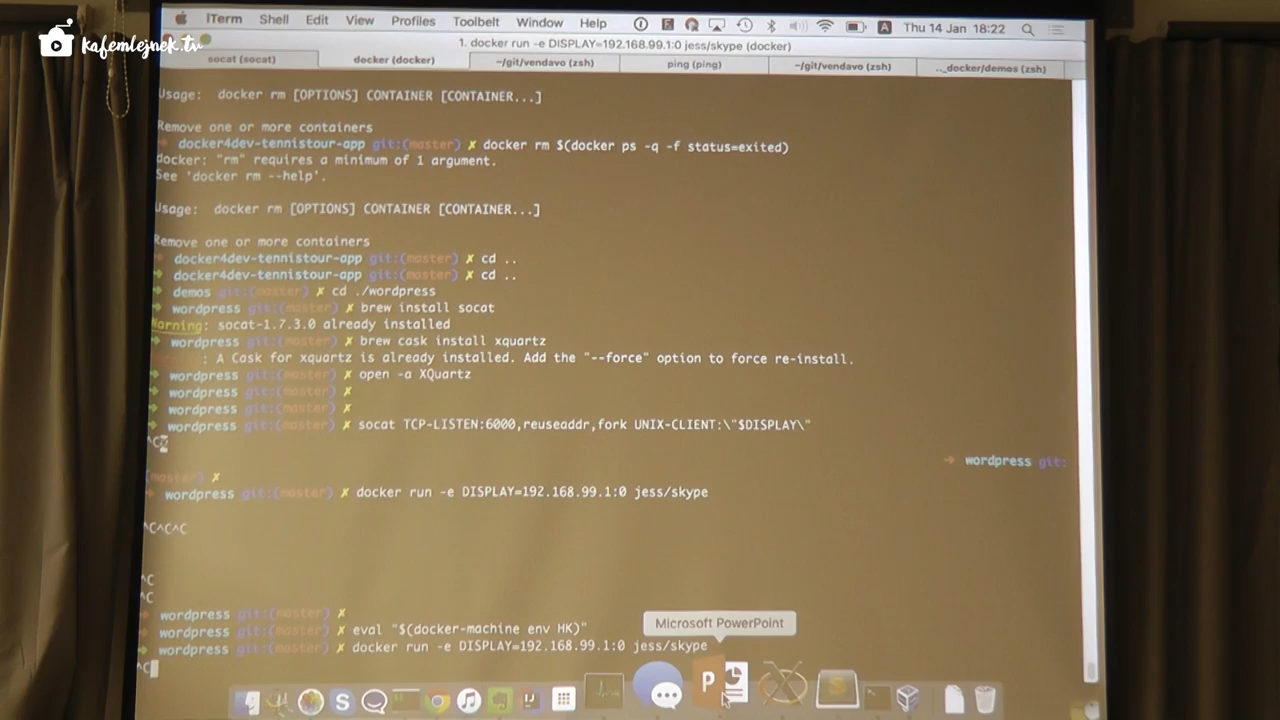 kafemlejnek.tv
iTerm Shell Edit View Profiles Toolbelt Window Help Thu 14 Jan 18:22
1. docker run -e DISPLAY=192.168.99.1:0 jess/skype (docker)
socat (socat) docker (docker) ~/git/vendavo (zsh) ping (ping) ~/git/vendavo (zsh) .._docker/demos (zsh)
Usage: docker rm [OPTIONS] CONTAINER [CONTAINER...]
Remove one or more containers
docker4dev-tennistour-app git:(master) ✗ docker rm $(docker ps -q -f status=exited)
docker: "rm" requires a minimum of 1 argument.
See 'docker rm --help'.
Usage: docker rm [OPTIONS] CONTAINER [CONTAINER...]
Remove one or more containers
docker4dev-tennistour-app git:(master) ✗ cd ..
docker4dev-tennistour-app git:(master) ✗ cd ..
demos git:(master) ✗ cd ./wordpress
wordpress git:(master) ✗ brew install socat
Warning: socat-1.7.3.0 already installed
wordpress git:(master) ✗ brew cask install xquartz
: A Cask for xquartz is already installed. Add the "--force" option to force re-install.
wordpress git:(master) ✗ open -a XQuartz
wordpress git:(master) ✗
wordpress git:(master) ✗
wordpress git:(master) ✗ socat TCP-LISTEN:6000,reuseaddr,fork UNIX-CLIENT:\"$DISPLAY\"
^C
➜ wordpress git:
(master) ✗
wordpress git:(master) ✗ docker run -e DISPLAY=192.168.99.1:0 jess/skype
^C^C^C
^C
^C
wordpress git:(master) ✗
wordpress git:(master) ✗ eval "$(docker-machine env HK)"
wordpress git:(master) ✗ docker run -e DISPLAY=192.168.99.1:0 jess/skype
^C
Microsoft PowerPoint